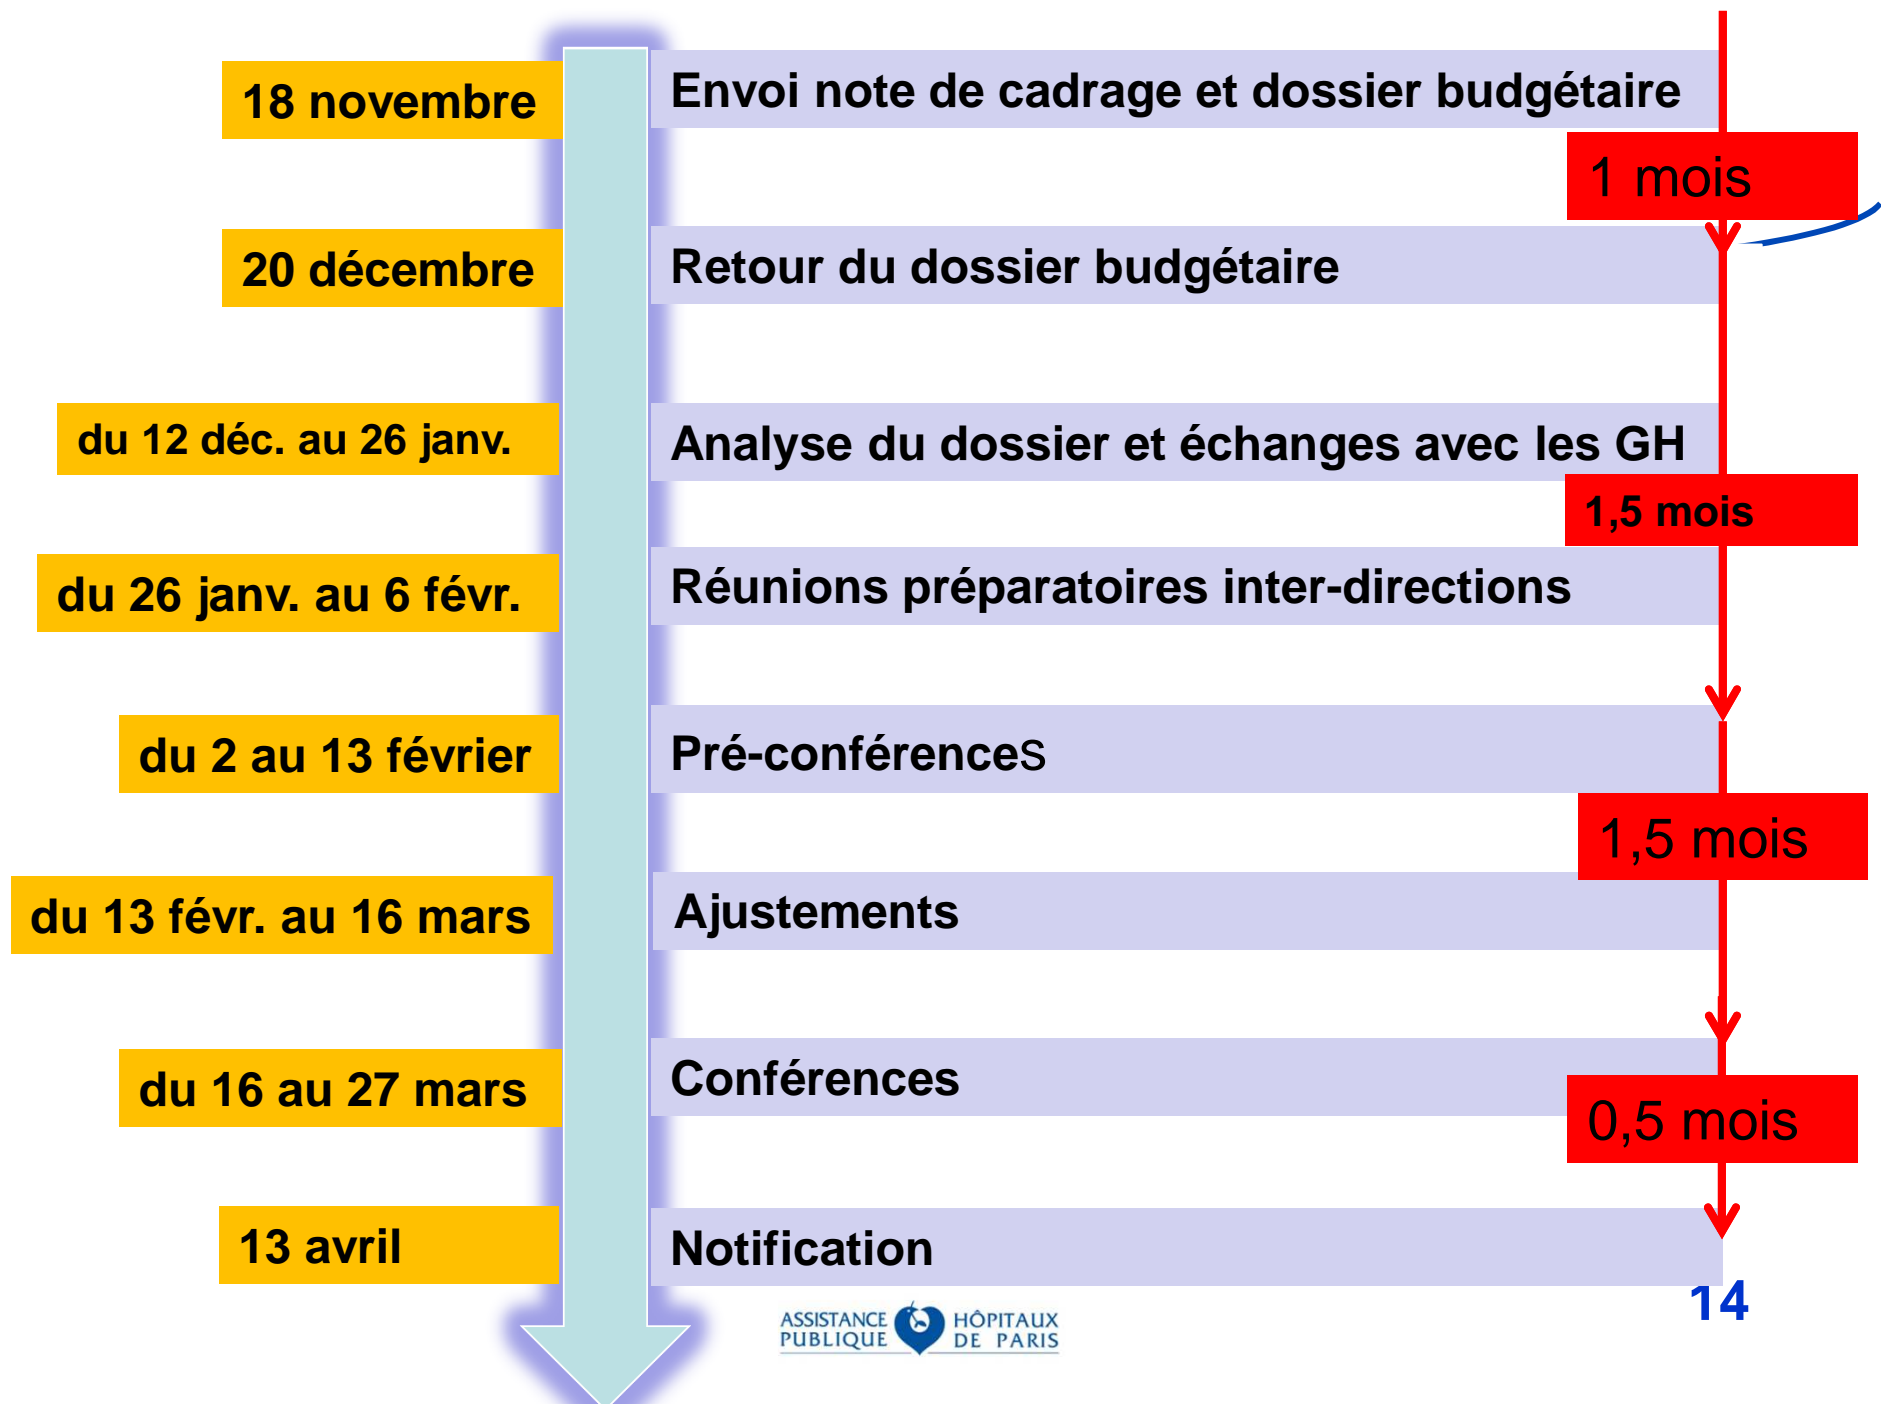 18 novembre
Envoi note de cadrage et dossier budgétaire
1 mois
20 décembre
Retour du dossier budgétaire
du 12 déc. au 26 janv.
Analyse du dossier et échanges avec les GH
1,5 mois
du 26 janv. au 6 févr.
Réunions préparatoires inter-directions
du 2 au 13 février
Pré-conférences
1,5 mois
du 13 févr. au 16 mars
Ajustements
du 16 au 27 mars
Conférences
0,5 mois
13 avril
Notification
14
ASSISTANCE HÔPITAUX
PUBLIQUE DE PARIS